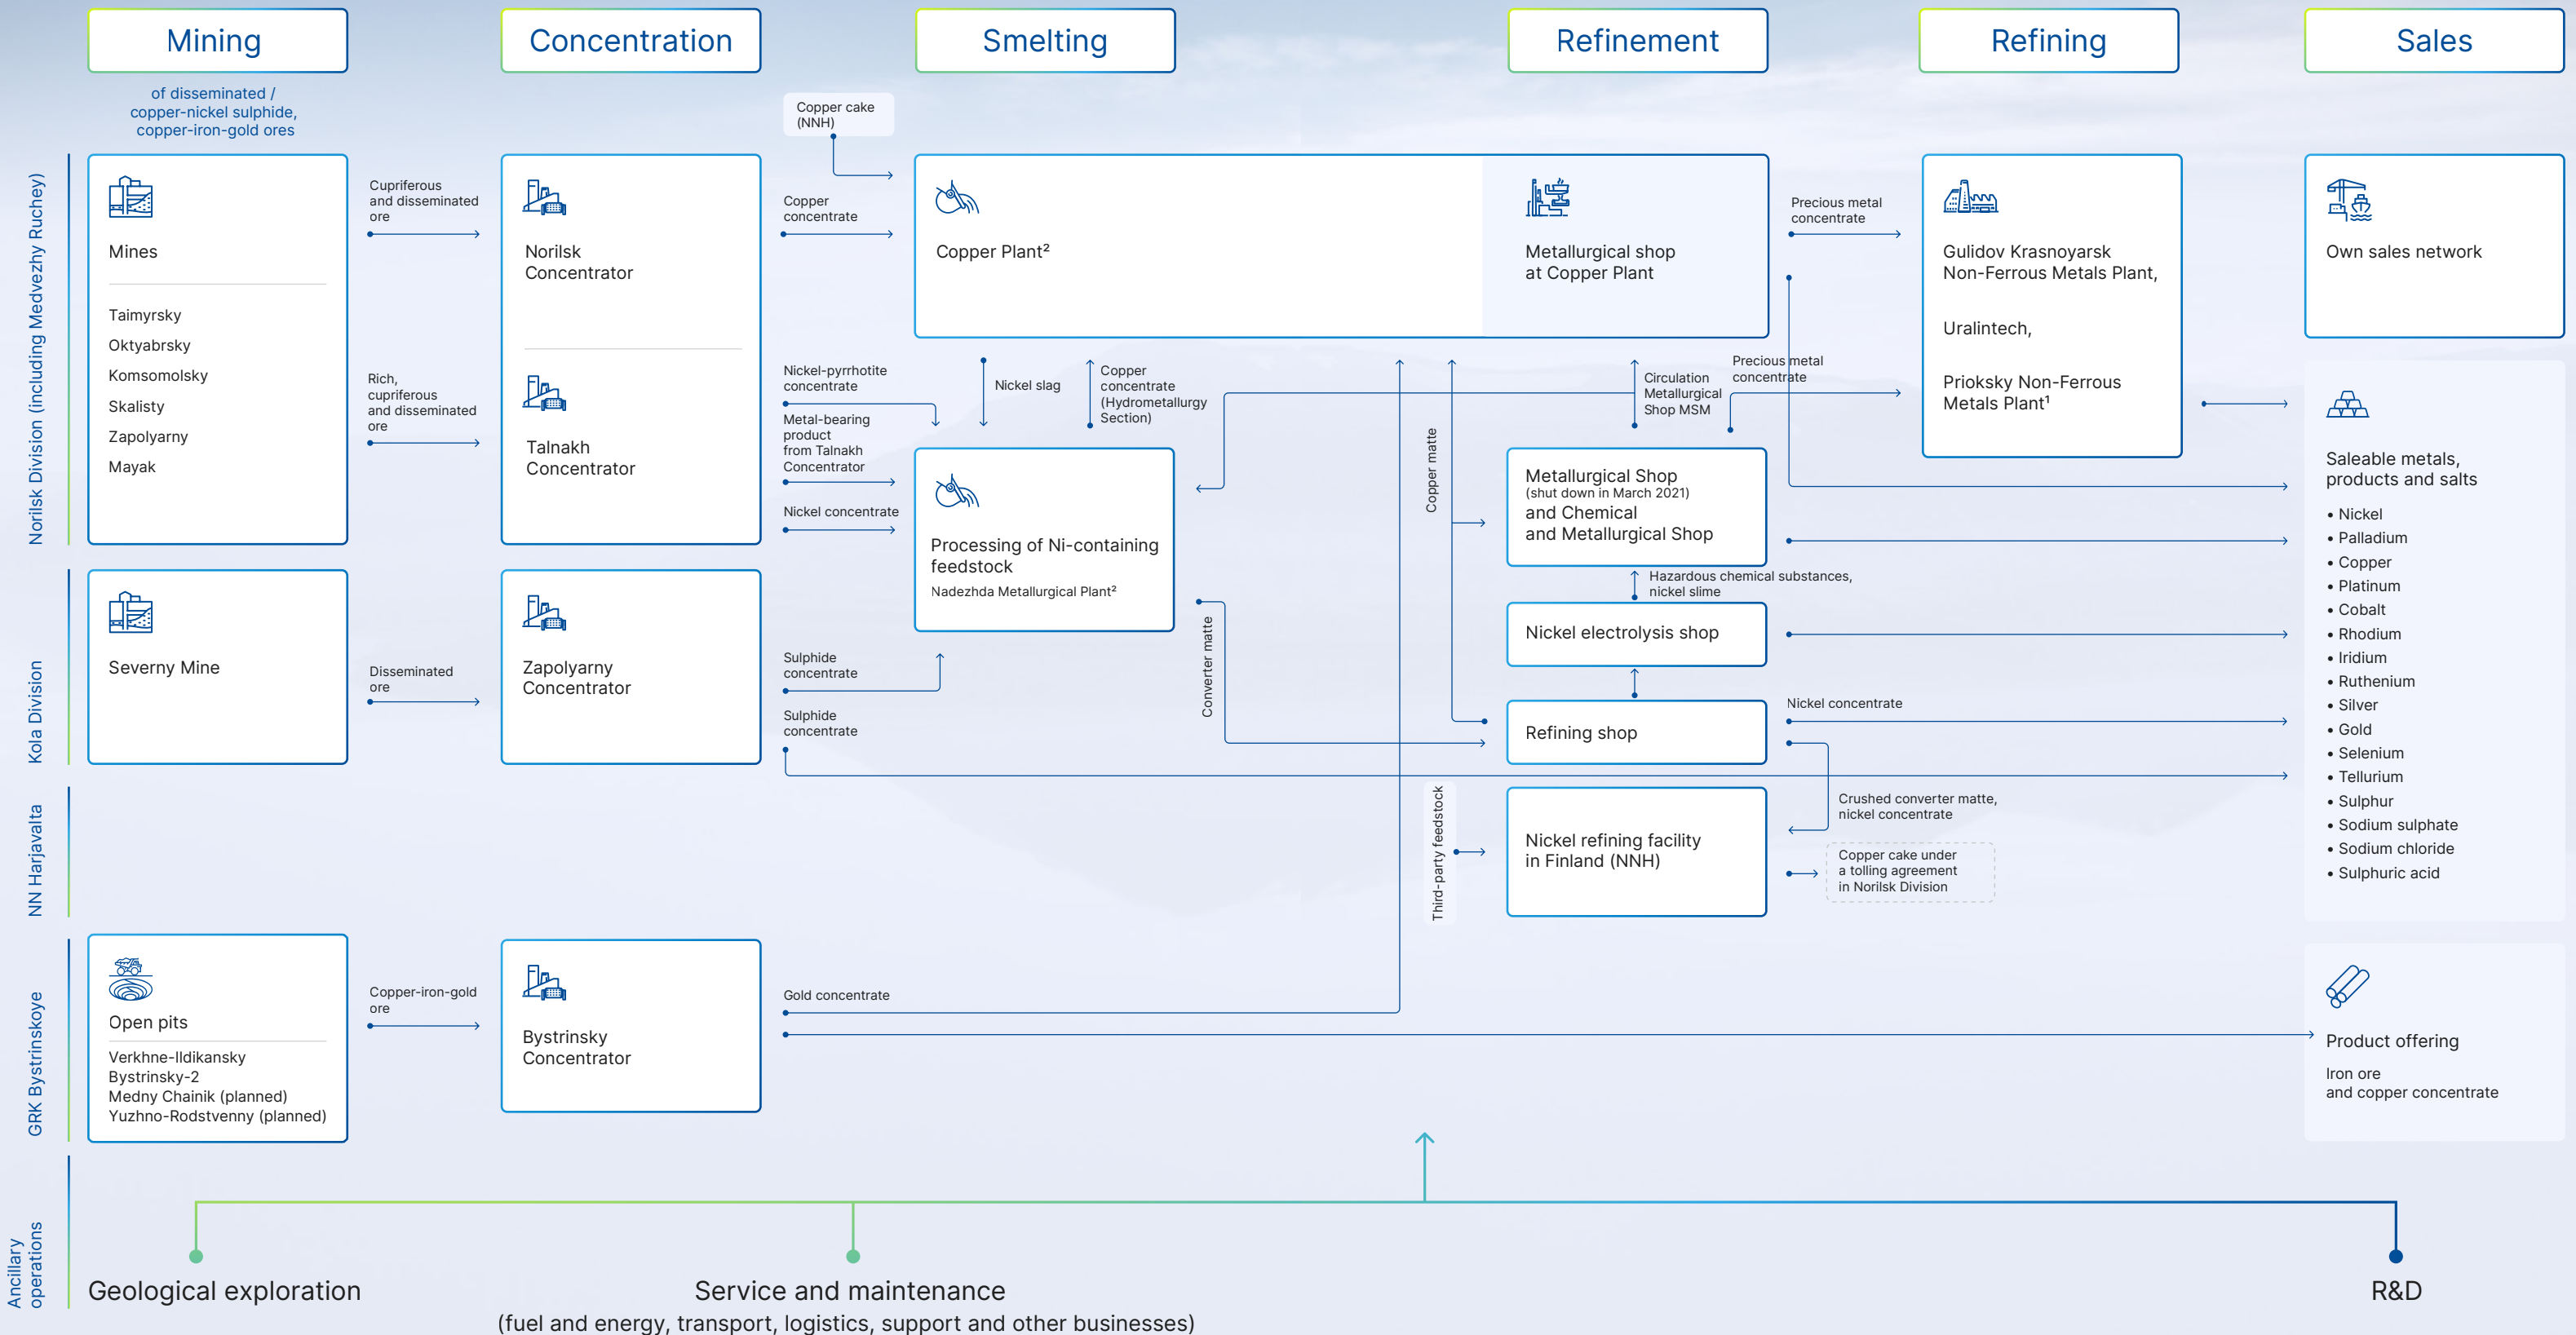 Mining
Concentration
Smelting
Refinement
Refining
Sales
of disseminated /
copper-nickel sulphide,
copper-iron-gold ores
Norilsk Division (including Medvezhy Ruchey)
Mines
Taimyrsky
Oktyabrsky
Komsomolsky
Skalisty
Zapolyarny
Mayak
Cupriferous
and disseminated
ore
Rich,
cupriferous
and disseminated
ore
Norilsk
Concentrator
Talnakh
Concentrator
Copper cake
(NNH)
Copper
concentrate
Nickel-pyrrhotite
concentrate
Metal-bearing
product
from Talnakh
Concentrator
Nickel concentrate
Copper Plant²
Nickel slag
Copper
concentrate
(Hydrometallurgy
Section)
Processing of Ni-containing
feedstock
Nadezhda Metallurgical Plant²
Converter matte
Copper matte
Metallurgical shop
at Copper Plant
Circulation
Metallurgical
Shop MSM
Precious metal
concentrate
Precious metal
concentrate
Metallurgical Shop
(shut down in March 2021)
and Chemical
and Metallurgical Shop
Hazardous chemical substances,
nickel slime
Nickel electrolysis shop
Refining shop
Nickel concentrate
Crushed converter matte,
nickel concentrate
Gulidov Krasnoyarsk
Non-Ferrous Metals Plant,
Uralintech,
Prioksky Non-Ferrous
Metals Plant¹
Own sales network
Saleable metals,
products and salts
• Nickel
• Palladium
• Copper
• Platinum
• Cobalt
• Rhodium
• Iridium
• Ruthenium
• Silver
• Gold
• Selenium
• Tellurium
• Sulphur
• Sodium sulphate
• Sodium chloride
• Sulphuric acid
Kola Division
Severny Mine
Disseminated
ore
Zapolyarny
Concentrator
Sulphide
concentrate
Sulphide
concentrate
NN Harjavalta
Third-party feedstock
Nickel refining facility
in Finland (NNH)
Copper cake under
a tolling agreement
in Norilsk Division
GRK Bystrinskoye
Open pits
Verkhne-Ildikansky
Bystrinsky-2
Medny Chainik (planned)
Yuzhno-Rodstvenny (planned)
Copper-iron-gold
ore
Bystrinsky
Concentrator
Gold concentrate
Product offering
Iron ore
and copper concentrate
Ancillary
operations
Geological exploration
Service and maintenance
(fuel and energy, transport, logistics, support and other businesses)
R&D